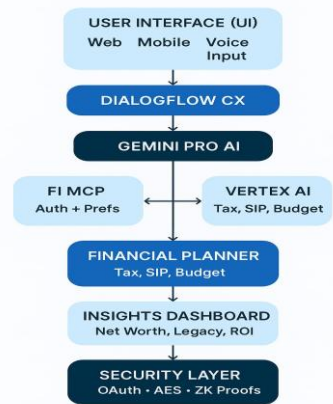 USER INTERFACE (UI)
Web Mobile Voice
Input
DIALOGFLOW CX
GEMINI PRO AI
FI MCP
Auth + Prefs
VERTEX AI
Tax, SIP, Budget
FINANCIAL PLANNER
Tax, SIP, Budget
INSIGHTS DASHBOARD
Net Worth, Legacy, ROI
SECURITY LAYER
OAuth • AES • ZK Proofs